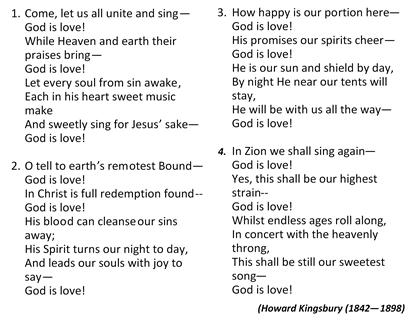 1. Come, let us all unite and sing—
God is love!
While Heaven and earth their
praises bring—
God is love!
Let every soul from sin awake,
Each in his heart sweet music
make
And sweetly sing for Jesus' sake—
God is love!
2. O tell to earth's remotest Bound—
God is love!
In Christ is full redemption found--
God is love!
His blood can cleanse our sins
away;
His Spirit turns our night to day,
And leads our souls with joy to
say—
God is love!
3. How happy is our portion here—
God is love!
His promises our spirits cheer—
God is love!
He is our sun and shield by day,
By night He near our tents will
stay,
He will be with us all the way—
God is love!
4. In Zion we shall sing again—
God is love!
Yes, this shall be our highest
strain--
God is love!
Whilst endless ages roll along,
In concert with the heavenly
throng,
This shall be still our sweetest
song—
God is love!
(Howard Kingsbury (1842—1898)